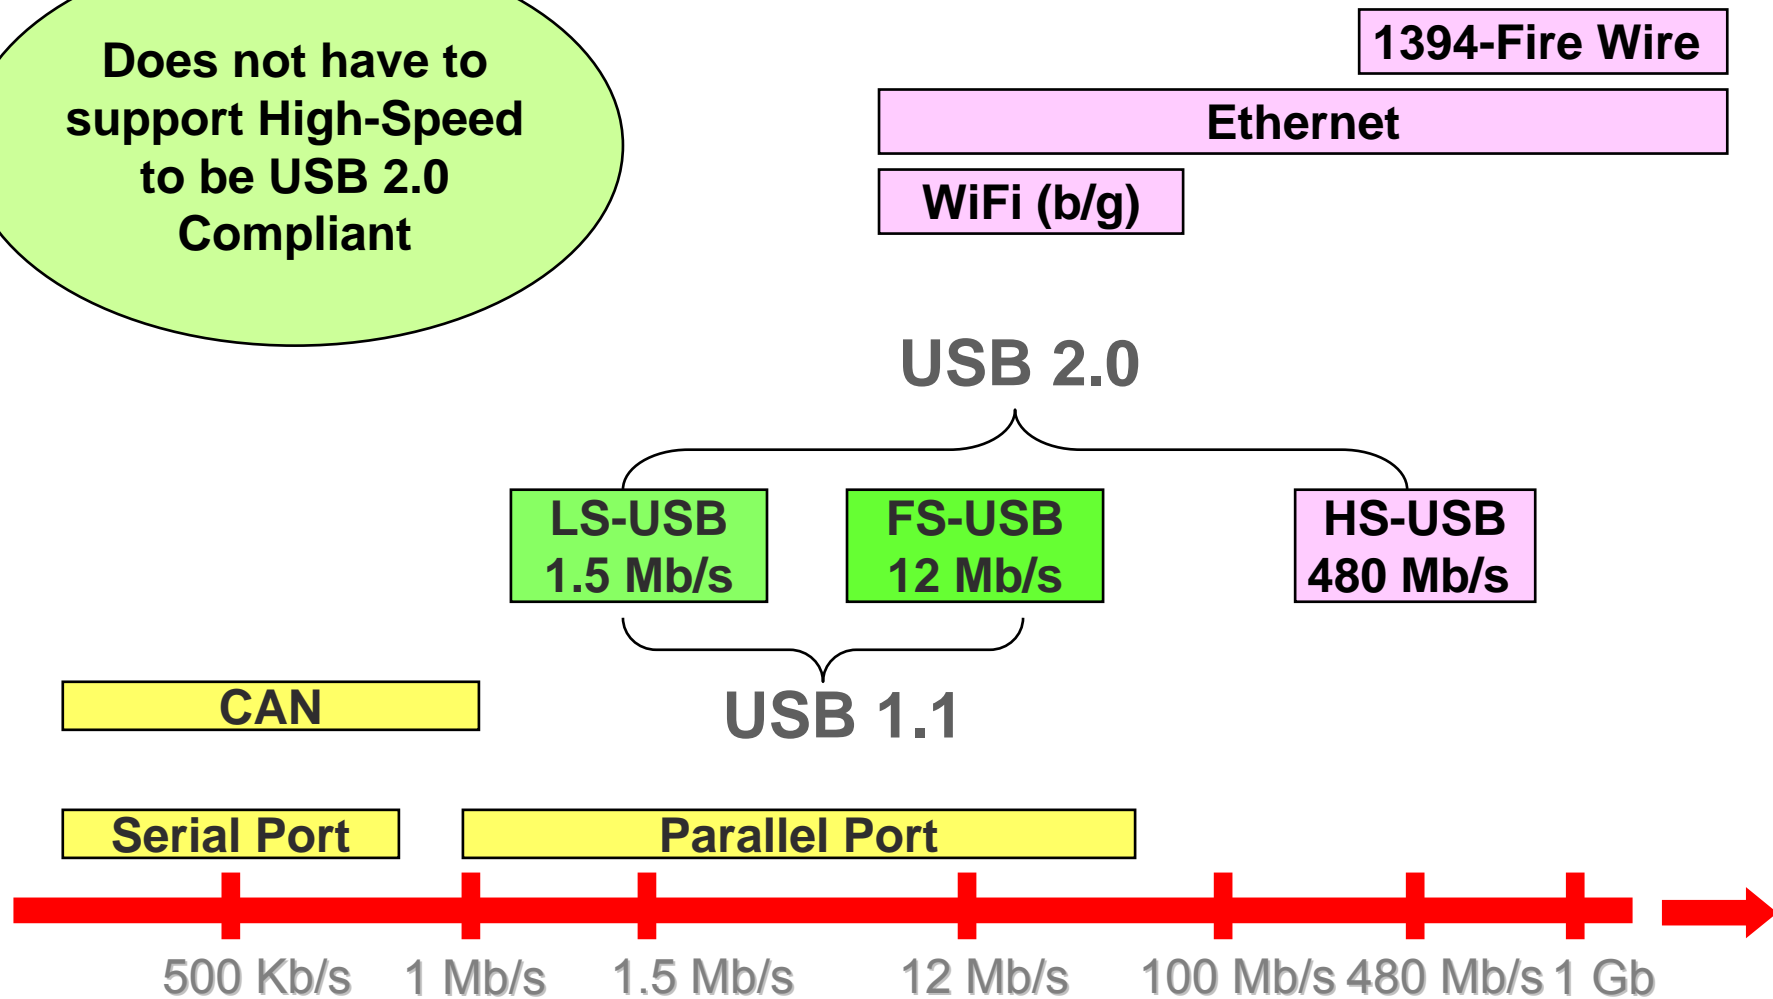 Does not have to
support High-Speed
to be USB 2.0
Compliant
1394-Fire Wire
Ethernet
WiFi (b/g)
USB 2.0
LS-USB
1.5 Mb/s
FS-USB
12 Mb/s
HS-USB
480 Mb/s
CAN
USB 1.1
Serial Port
Parallel Port
500 Kb/s
1 Mb/s
1.5 Mb/s
12 Mb/s
100 Mb/s
480 Mb/s
1 Gb